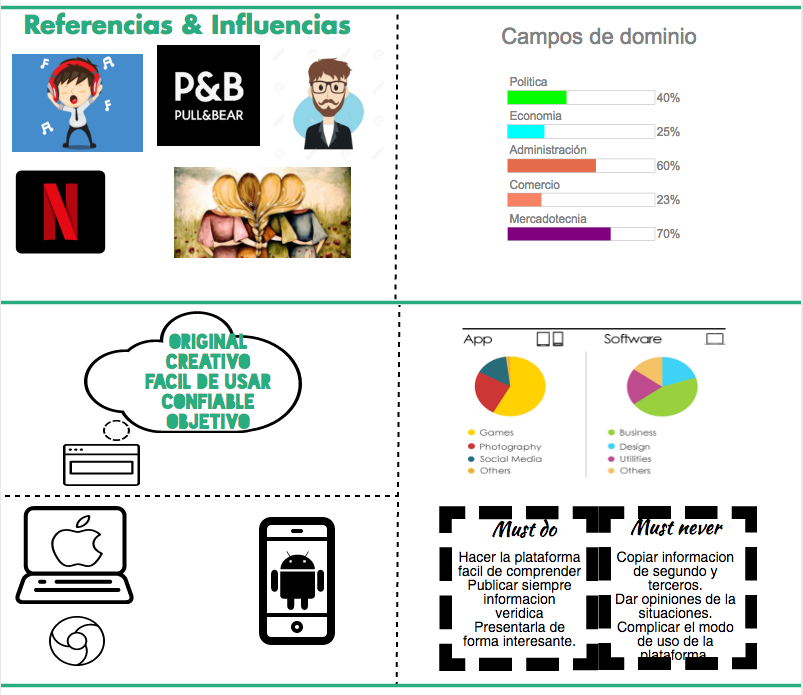 Referencias & Influencias
P&B
PULL&BEAR
N
Campos de dominio
Politica
40%
Economia
25%
Administración
60%
Comercio
23%
Mercadotecnia
70%
ORIGINAL
CREATIVO
FACIL DE USAR
CONFIABLE
OBJETIVO
App
Software
Games
Photography
Social Media
Others
Business
Design
Utilities
Others
Must do
Hacer la plataforma
facil de comprender
Publicar siempre
informacion
veridica
Presentarla de
forma interesante.
Must never
Copiar informacion
de segundo y
terceros.
Dar opiniones de la
situaciones.
Complicar el modo
de uso de la
plataforma